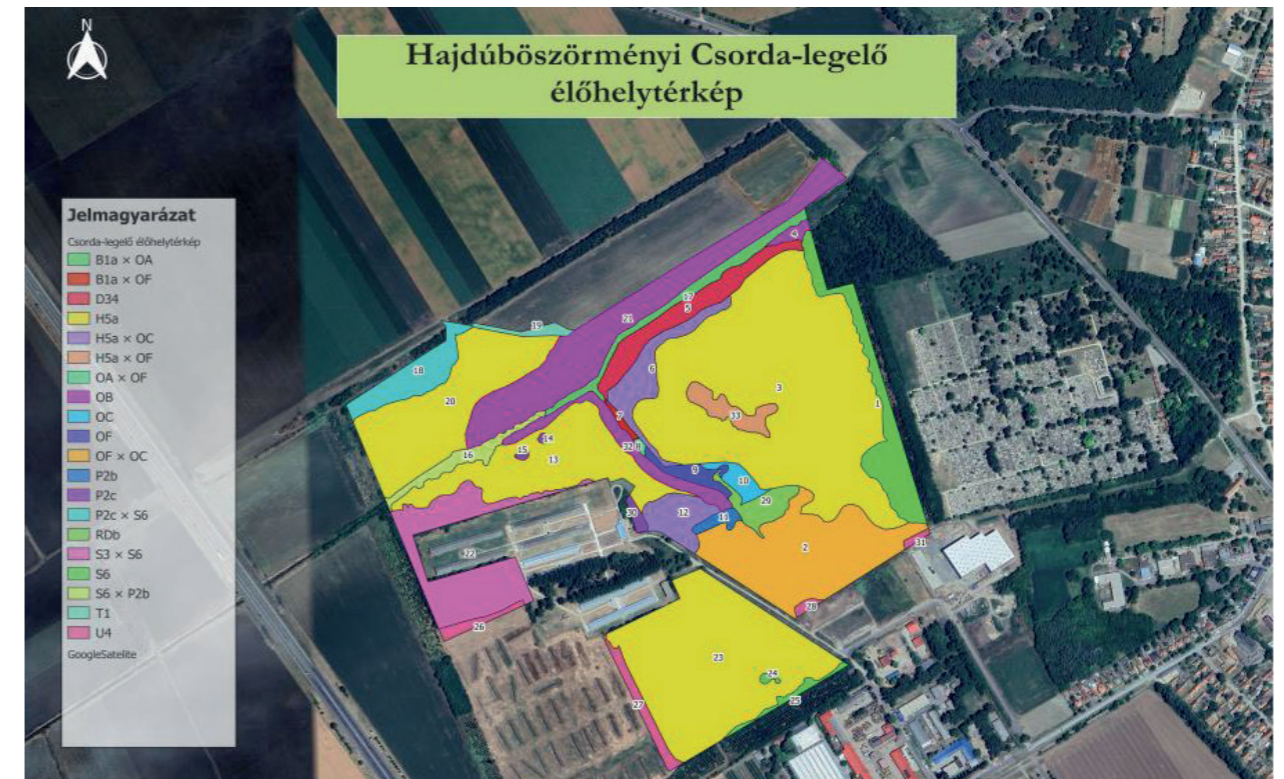 N
Hajdúböszörményi Csorda-legelő
élőhelytérkép
Jelmagyarázat
Csorda-legelő élőhelytérkép
B1a × OA
B1a × OF
D34
H5a
H5a × OC
H5a × OF
OA × OF
OB
OC
OF
OF × OC
P2b
P2c
P2c × S6
RDb
S3 × S6
S6
S6 × P2b
T1
U4
GoogleSatelite
4
17
5
21
19
18
6
3
20
33
1
7
14
32
8
15
13
16
9
10
29
30
12
11
2
22
31
28
26
23
24
25
27